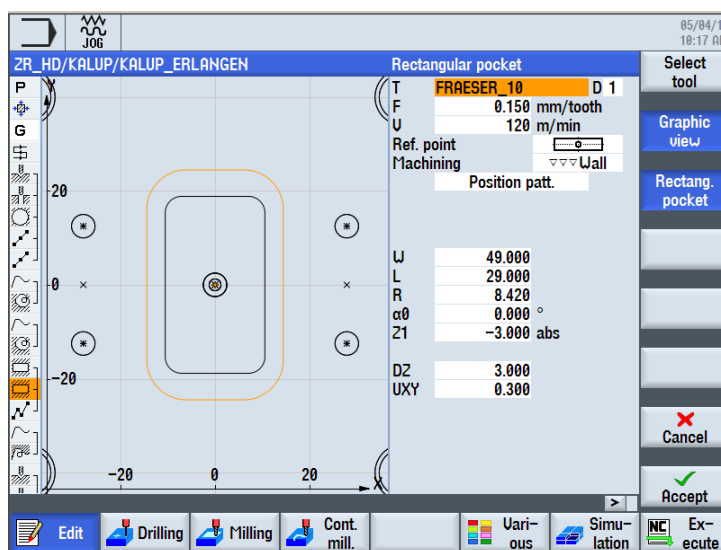 05/04/1
10:17 A
JOG
ZR_HD/KALUP/KALUP_ERLANGEN
Rectangular pocket
Select
tool
P
Y
T FRAESER_10 D 1
F 0.150 mm/tooth
G
V 120 m/min
Graphic
view
Ref. point
Machining ▽▽▽Wall
Position patt.
Rectang.
pocket
20
0
-20
W 49.000
L 29.000
R 8.420
α0 0.000 °
Z1 -3.000 abs
DZ 3.000
UXY 0.300
-20 0 20 X
Cancel
>
Accept
Edit
Drilling
Milling
Cont.
mill.
Vari-
ous
Simu-
lation
NC Ex-
ecute